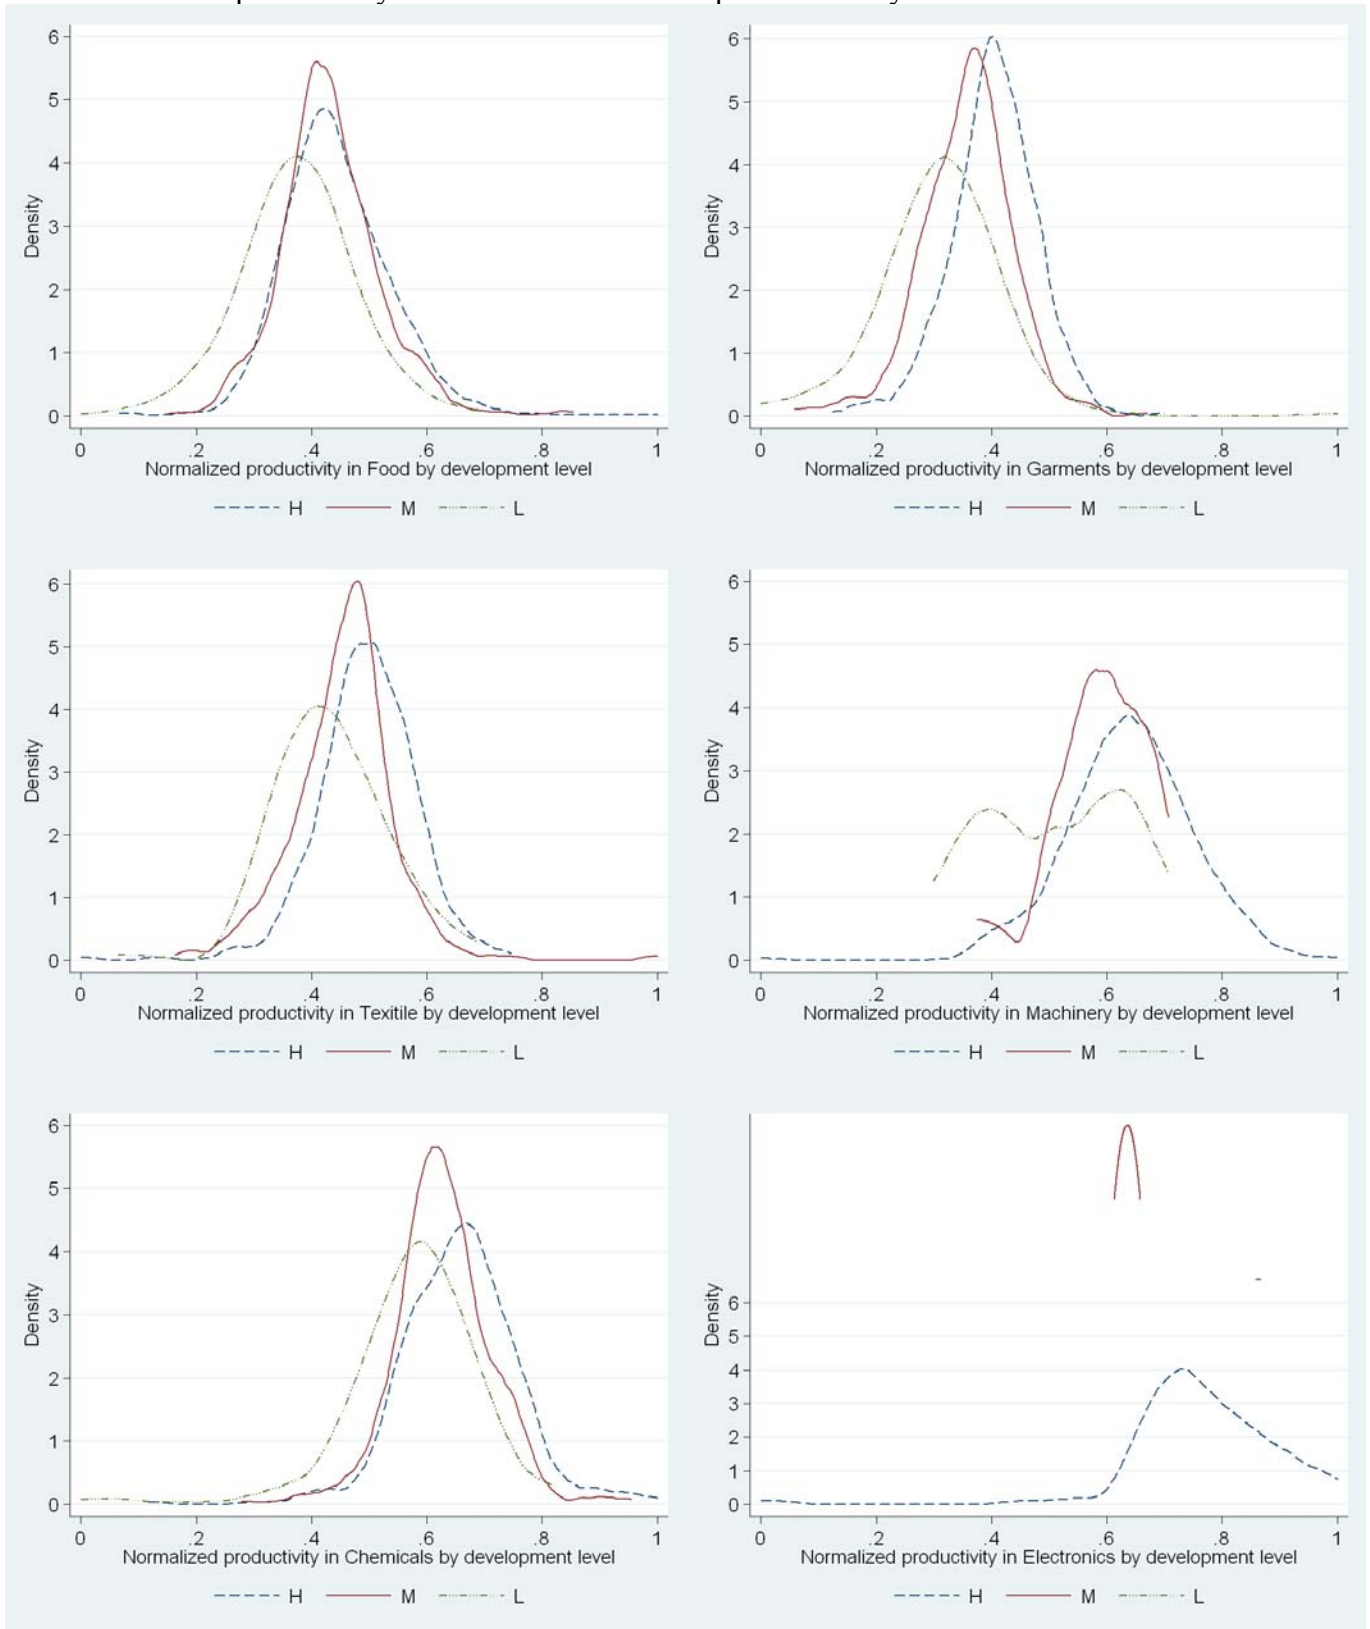 6
5
4
3
2
1
0
Density
0 .2 .4 .6 .8 1
Normalized productivity in Food by development level
H M L
6
5
4
3
2
1
0
Density
0 .2 .4 .6 .8 1
Normalized productivity in Garments by development level
H M L
6
5
4
3
2
1
0
Density
0 .2 .4 .6 .8 1
Normalized productivity in Texitile by development level
H M L
6
5
4
3
2
1
0
Density
0 .2 .4 .6 .8 1
Normalized productivity in Machinery by development level
H M L
6
5
4
3
2
1
0
Density
0 .2 .4 .6 .8 1
Normalized productivity in Chemicals by development level
H M L
6
5
4
3
2
1
0
Density
0 .2 .4 .6 .8 1
Normalized productivity in Electronics by development level
H M L